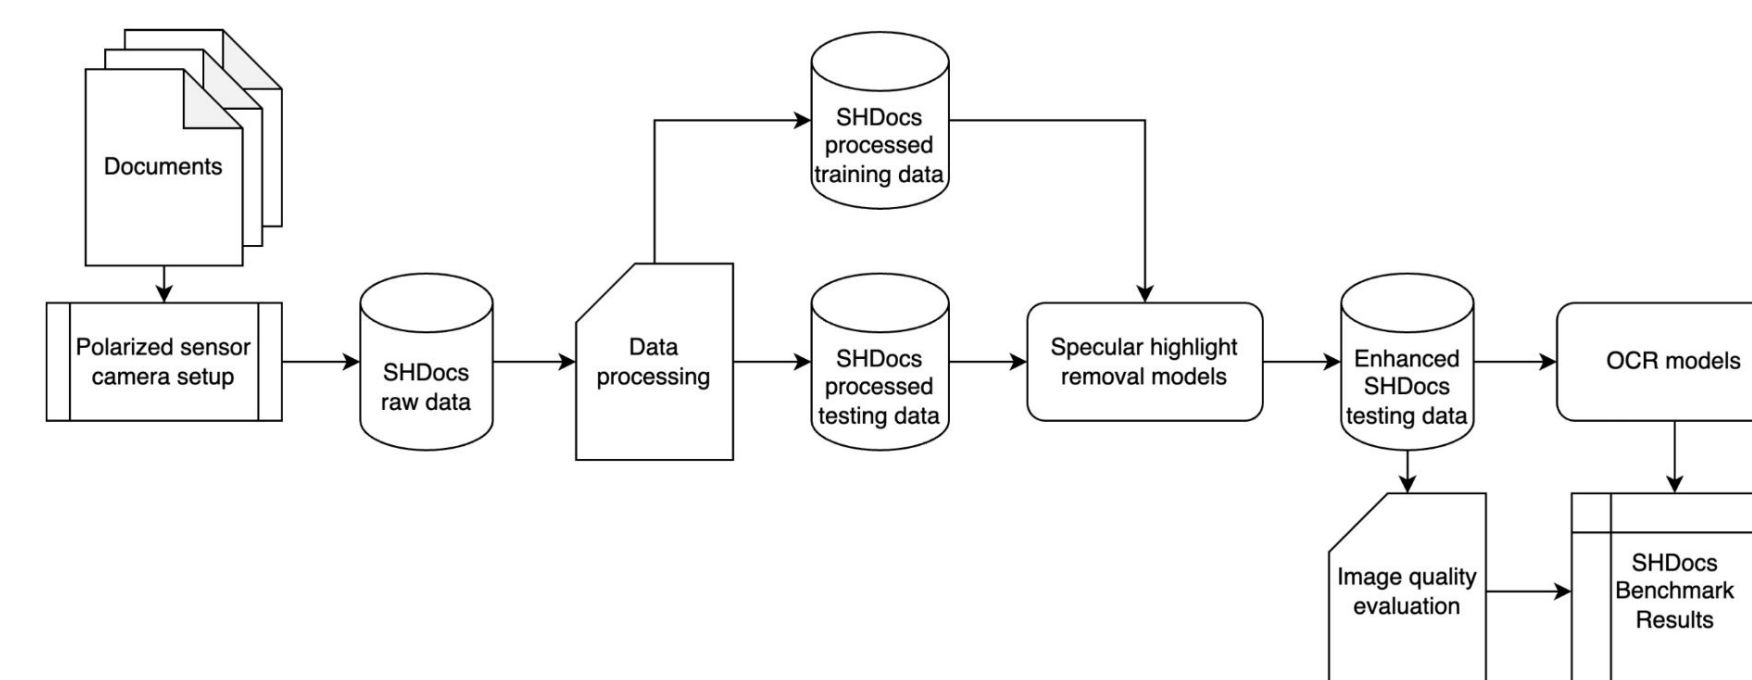 Documents
Polarized sensor
camera setup
SHDocs
raw data
Data
processing
SHDocs
processed
training data
SHDocs
processed
testing data
Specular highlight
removal models
Enhanced
SHDocs
testing data
OCR models
Image quality
evaluation
SHDocs
Benchmark
Results